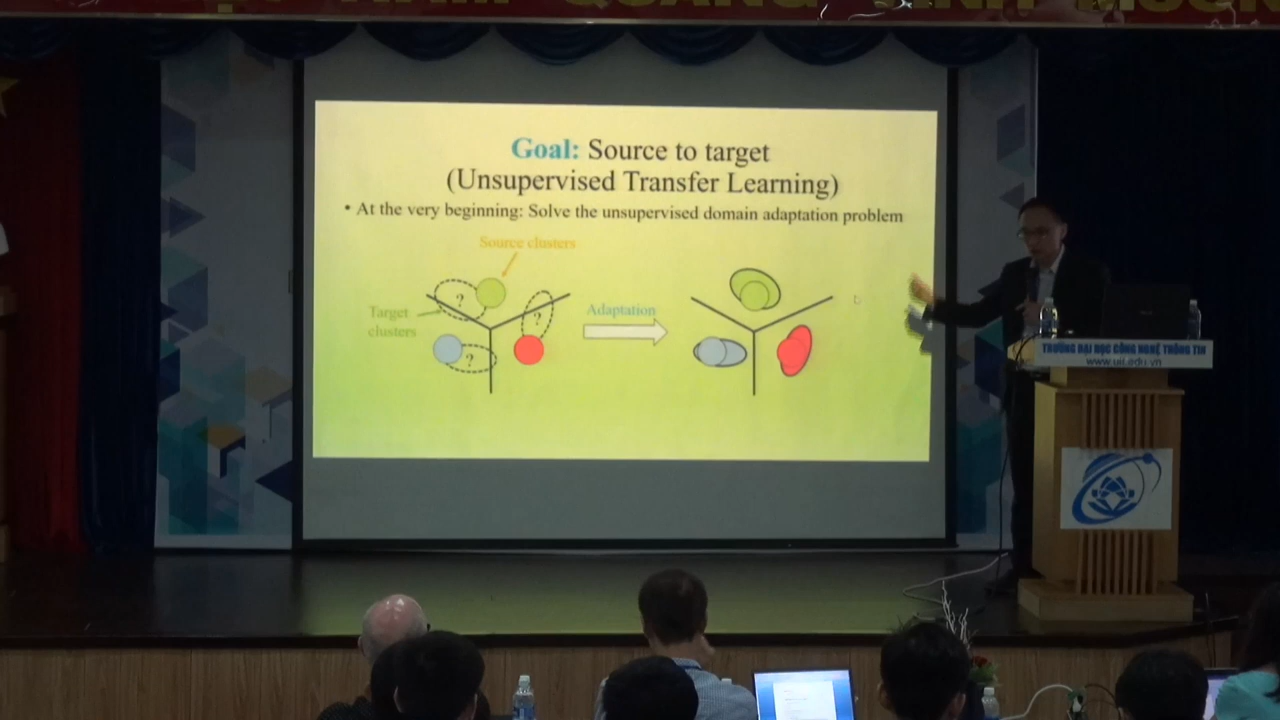 Goal: Source to target
(Unsupervised Transfer Learning)
• At the very beginning: Solve the unsupervised domain adaptation problem
Source clusters
Target
clusters
?
?
?
Adaptation
TRƯỜNG ĐẠI HỌC CÔNG NGHỆ THÔNG TIN
www.uit.edu.vn